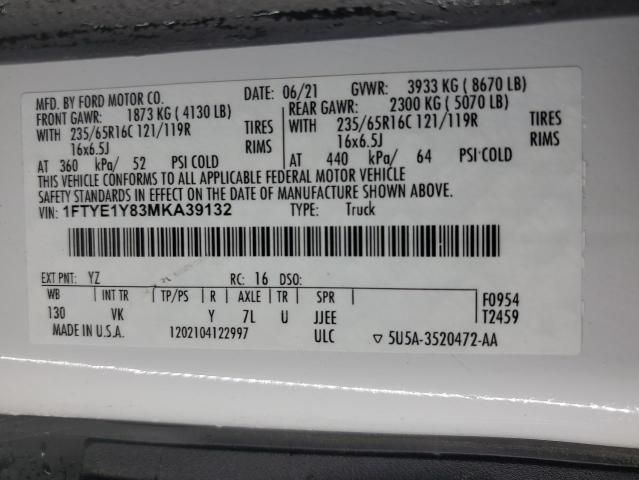 MFD. BY FORD MOTOR CO. DATE: 06/21 GVWR: 3933 KG ( 8670 LB)
FRONT GAWR: 1873 KG ( 4130 LB) REAR GAWR: 2300 KG ( 5070 LB)
WITH 235/65R16C 121/119R TIRES WITH 235/65R16C 121/119R TIRES
16x6.5J RIMS 16x6.5J RIMS
AT 360 kPa/ 52 PSI COLD AT 440 kPa/ 64 PSI COLD
THIS VEHICLE CONFORMS TO ALL APPLICABLE FEDERAL MOTOR VEHICLE
SAFETY STANDARDS IN EFFECT ON THE DATE OF MANUFACTURE SHOWN ABOVE.
VIN: 1FTYE1Y83MKA39132 TYPE: Truck
EXT PNT: YZ RC: 16 DSO:
WB INT TR TP/PS R AXLE TR SPR F0954
130 VK Y 7L U JJEE T2459
MADE IN U.S.A. 1202104122997 ULC ▽ 5U5A-3520472-AA